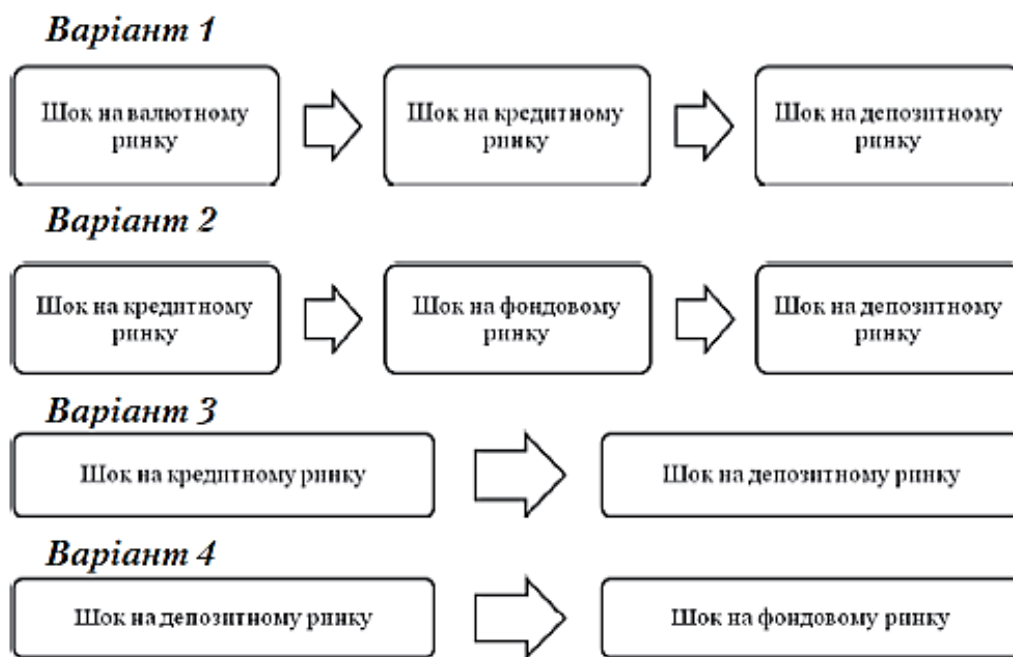 Варіант 1
Шок на валютному
ринку
Шок на кредитному
ринку
Шок на депозитному
ринку
Варіант 2
Шок на кредитному
ринку
Шок на фондовому
ринку
Шок на депозитному
ринку
Варіант 3
Шок на кредитному ринку
Шок на депозитному ринку
Варіант 4
Шок на депозитному ринку
Шок на фондовому ринку